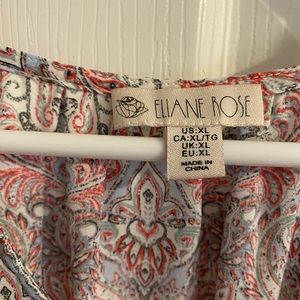 ELIANE ROSE
US:XL
CA:XL/TG
UK:XL
EU:XL
MADE IN
CHINA